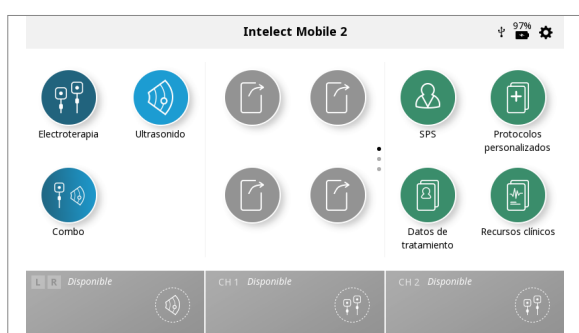 Intelect Mobile 2
97%
Electroterapia
Ultrasonido
SPS
Protocolos
personalizados
Combo
Datos de
tratamiento
Recursos clínicos
L R Disponible
CH 1 Disponible
CH 2 Disponible